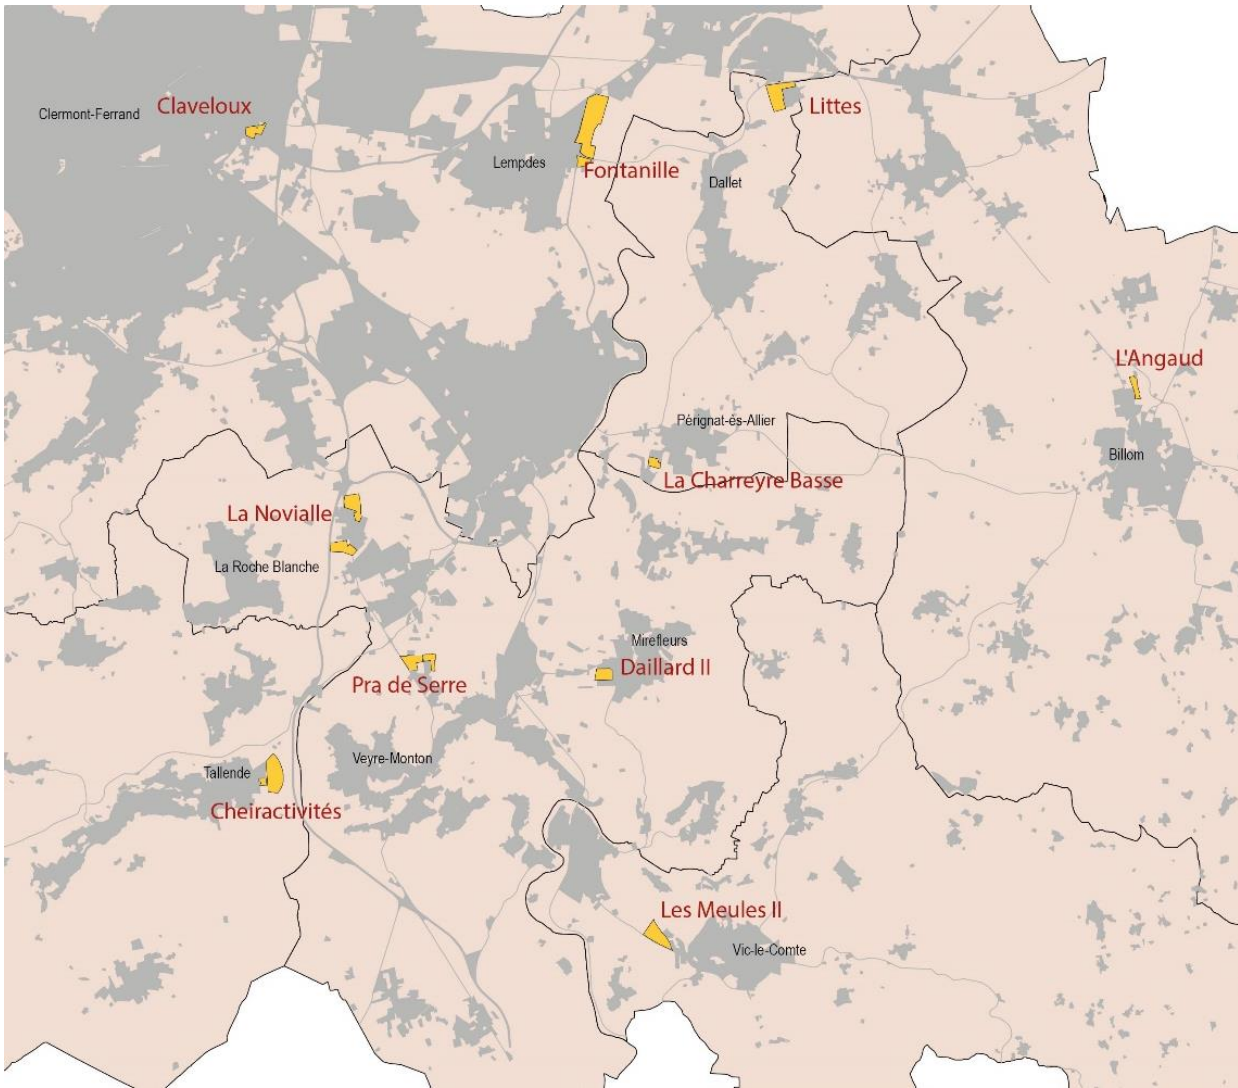 Clermont-Ferrand
Claveloux
Littes
Lempdes
Fontanille
Dallet
L'Angaud
Pérignat-és-Allier
Billom
La Charreyre Basse
La Novialle
La Roche Blanche
Mirefleurs
Daillard II
Pra de Serre
Veyre-Monton
Tallende
Cheiractivités
Les Meules II
Vic-le-Comte